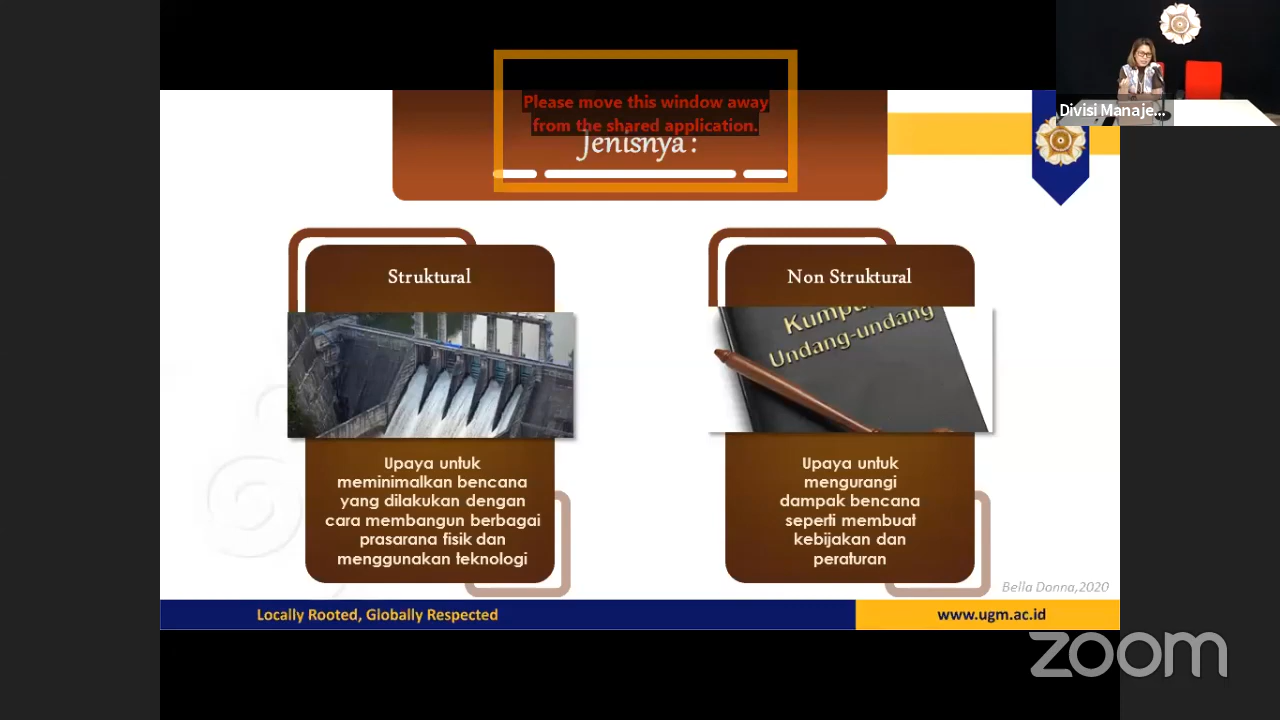 Please move this window away
from the shared application.
Jenisnya :
Divisi Manaje...
Struktural
Upaya untuk
meminimalkan bencana
yang dilakukan dengan
cara membangun berbagai
prasarana fisik dan
menggunakan teknologi
Non Struktural
Kumpu
Undang-undang
Upaya untuk
mengurangi
dampak bencana
seperti membuat
kebijakan dan
peraturan
Bella Donna,2020
Locally Rooted, Globally Respected
www.ugm.ac.id
zoom